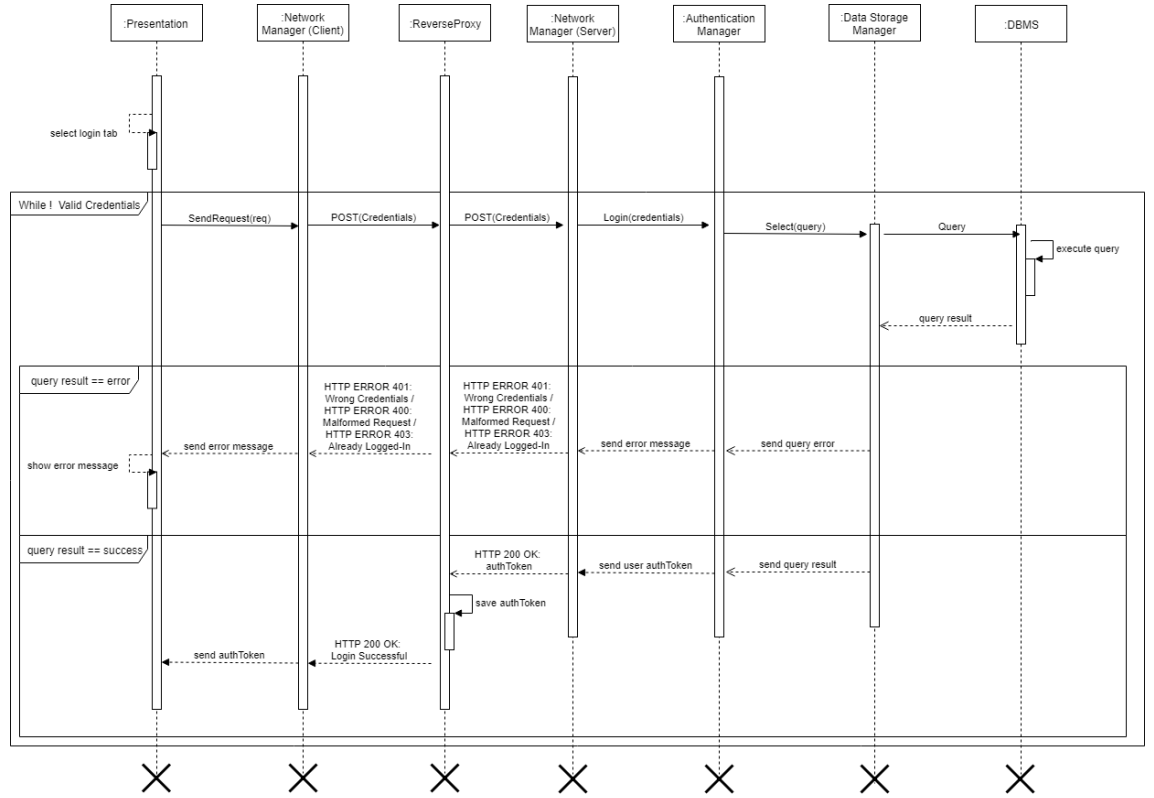 :Presentation
:Network
Manager (Client)
:ReverseProxy
:Network
Manager (Server)
:Authentication
Manager
:Data Storage
Manager
:DBMS
select login tab
While ! Valid Credentials
SendRequest(req)
POST(Credentials)
POST(Credentials)
Login(credentials)
Select(query)
Query
execute query
query result
query result == error
HTTP ERROR 401:
Wrong Credentials /
HTTP ERROR 400:
Malformed Request /
HTTP ERROR 403:
Already Logged-In
HTTP ERROR 401:
Wrong Credentials /
HTTP ERROR 400:
Malformed Request /
HTTP ERROR 403:
Already Logged-In
send error message
send error message
send query error
show error message
query result == success
HTTP 200 OK:
authToken
send user authToken
send query result
save authToken
HTTP 200 OK:
Login Successful
send authToken